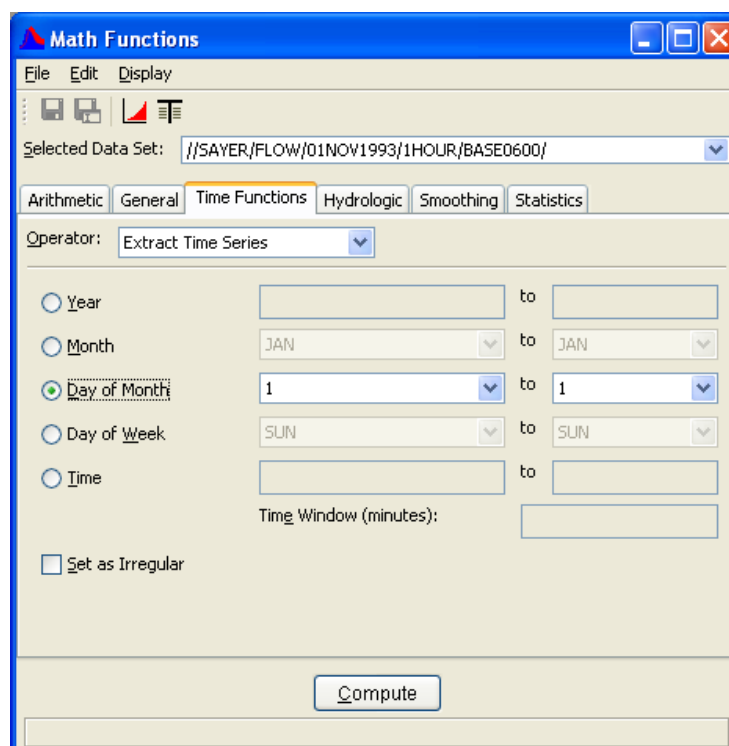 Math Functions
File Edit Display
Selected Data Set: //SAYER/FLOW/01NOV1993/1HOUR/BASE0600/
Arithmetic General Time Functions Hydrologic Smoothing Statistics
Operator: Extract Time Series
Year to
Month JAN to JAN
Day of Month 1 to 1
Day of Week SUN to SUN
Time to
Time Window (minutes):
Set as Irregular
Compute